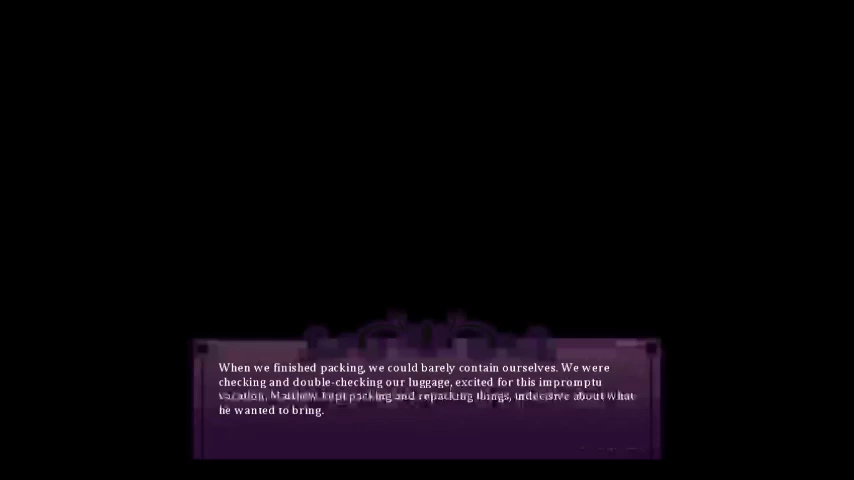 When we finished packing, we could barely contain ourselves. We were
checking and double-checking our luggage, excited for this impromptu
vacation, Matthew kept packing and repacking things, indecisive about what
he wanted to bring.